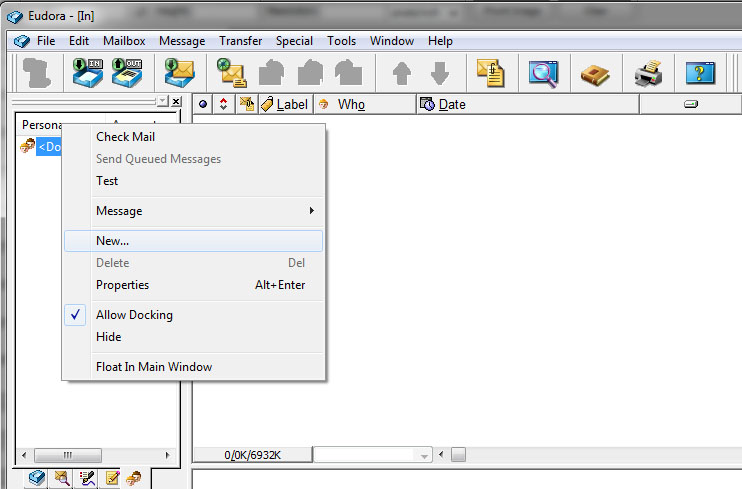 Eudora - [In]
File Edit Mailbox Message Transfer Special Tools Window Help
IN OUT
Label Who Date
Persona
<Do
Check Mail
Send Queued Messages
Test
Message
New...
Delete Del
Properties Alt+Enter
Allow Docking
Hide
Float In Main Window
0/0K/6932K